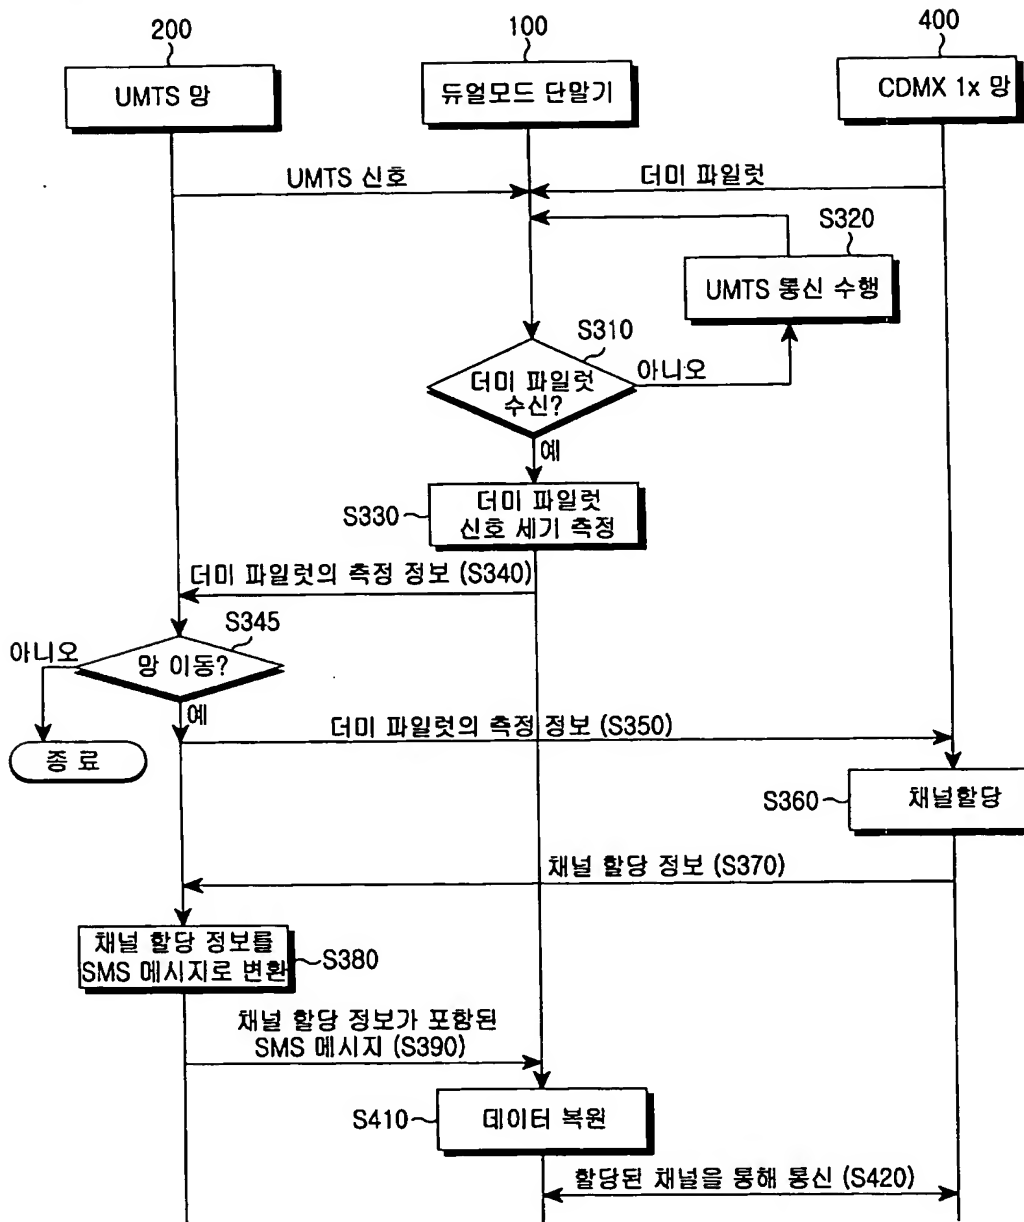 200
100
400
UMTS 망
듀얼모드 단말기
CDMX 1x 망
UMTS 신호
더미 파일럿
S320
UMTS 통신 수행
S310
더미 파일럿
수신?
아니오
예
S330
더미 파일럿
신호 세기 측정
더미 파일럿의 측정 정보 (S340)
S345
아니오
망 이동?
예
종 료
더미 파일럿의 측정 정보 (S350)
S360
채널할당
채널 할당 정보 (S370)
채널 할당 정보를
SMS 메시지로 변환
S380
채널 할당 정보가 포함된
SMS 메시지 (S390)
S410
데이터 복원
할당된 채널을 통해 통신 (S420)